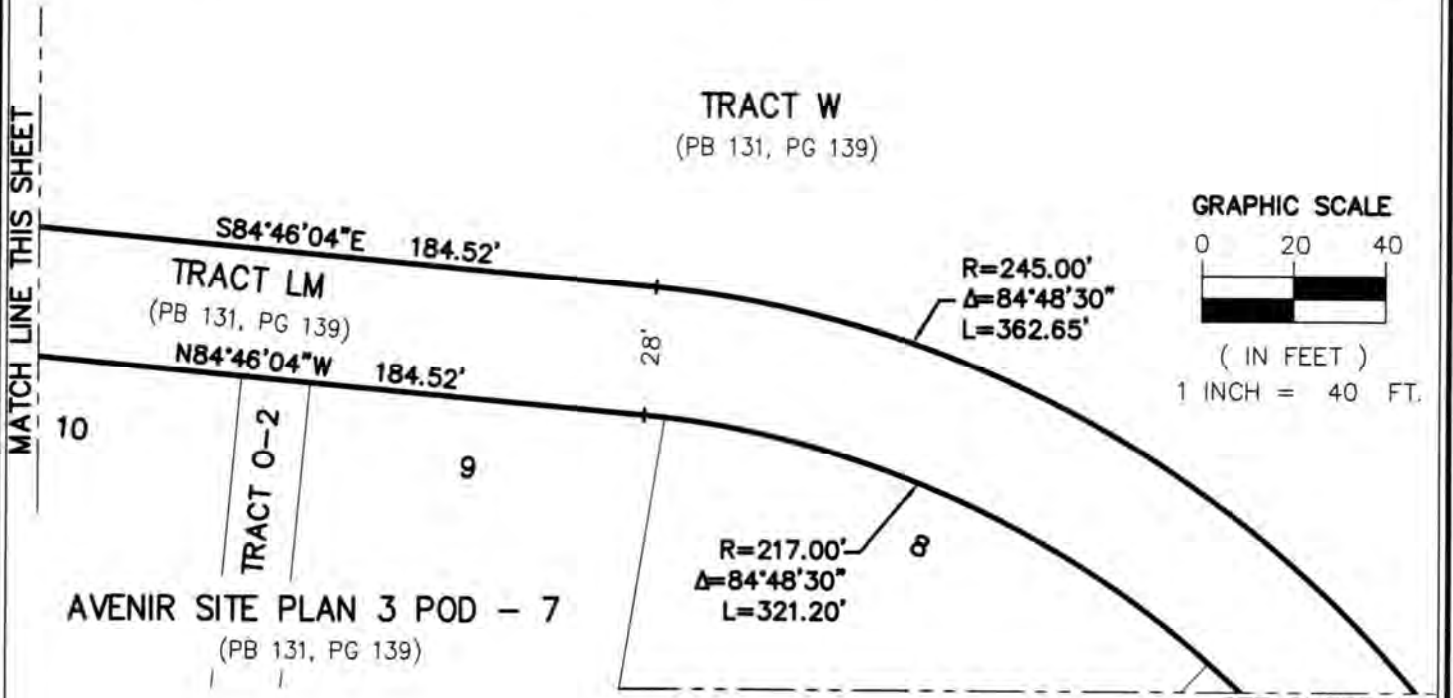 TRACT W
(PB 131, PG 139)
MATCH LINE THIS SHEET
GRAPHIC SCALE
0 20 40
( IN FEET )
1 INCH = 40 FT.
S84°46'04"E 184.52'
TRACT LM
(PB 131, PG 139)
N84°46'04"W 184.52'
28'
R=245.00'
Δ=84°48'30"
L=362.65'
10
TRACT O-2
9
R=217.00'
Δ=84°48'30"
L=321.20'
8
AVENIR SITE PLAN 3 POD - 7
(PB 131, PG 139)